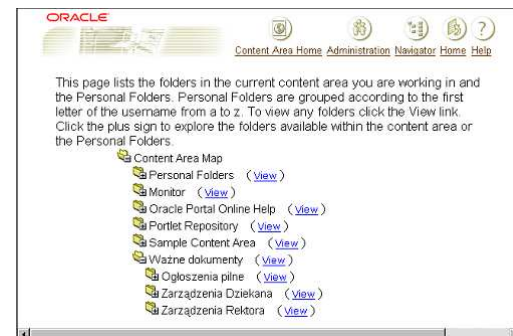 ORACLE
Content Area Home Administration Navigator Home Help
This page lists the folders in the current content area you are working in and
the Personal Folders. Personal Folders are grouped according to the first
letter of the username from a to z. To view any folders click the View link.
Click the plus sign to explore the folders available within the content area or
the Personal Folders.
Content Area Map
Personal Folders (View)
Monitor (View)
Oracle Portal Online Help (View)
Portlet Repository (View)
Sample Content Area (View)
Ważne dokumenty (View)
Ogłoszenia pilne (View)
Zarządzenia Dziekana (View)
Zarządzenia Rektora (View)